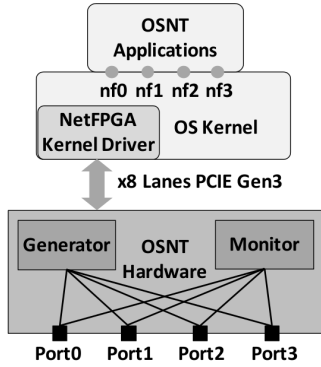 OSNT
Applications
nf0 nf1 nf2 nf3
NetFPGA
Kernel Driver
OS Kernel
x8 Lanes PCIE Gen3
Generator
OSNT
Hardware
Monitor
Port0 Port1 Port2 Port3